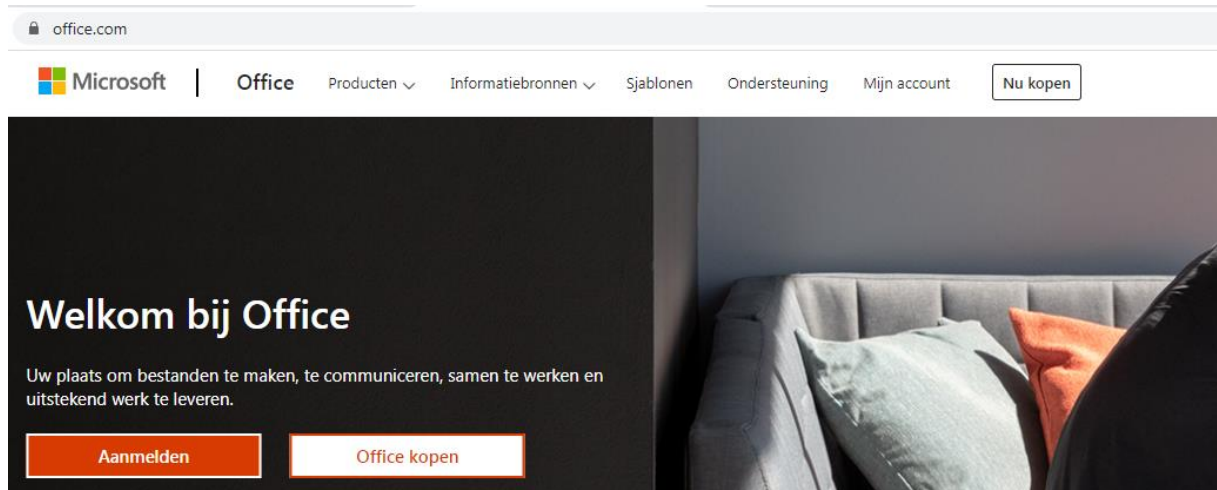 office.com
Microsoft Office Producten Informatiebronnen Sjablonen Ondersteuning Mijn account Nu kopen
Welkom bij Office
Uw plaats om bestanden te maken, te communiceren, samen te werken en
uitstekend werk te leveren.
Aanmelden Office kopen